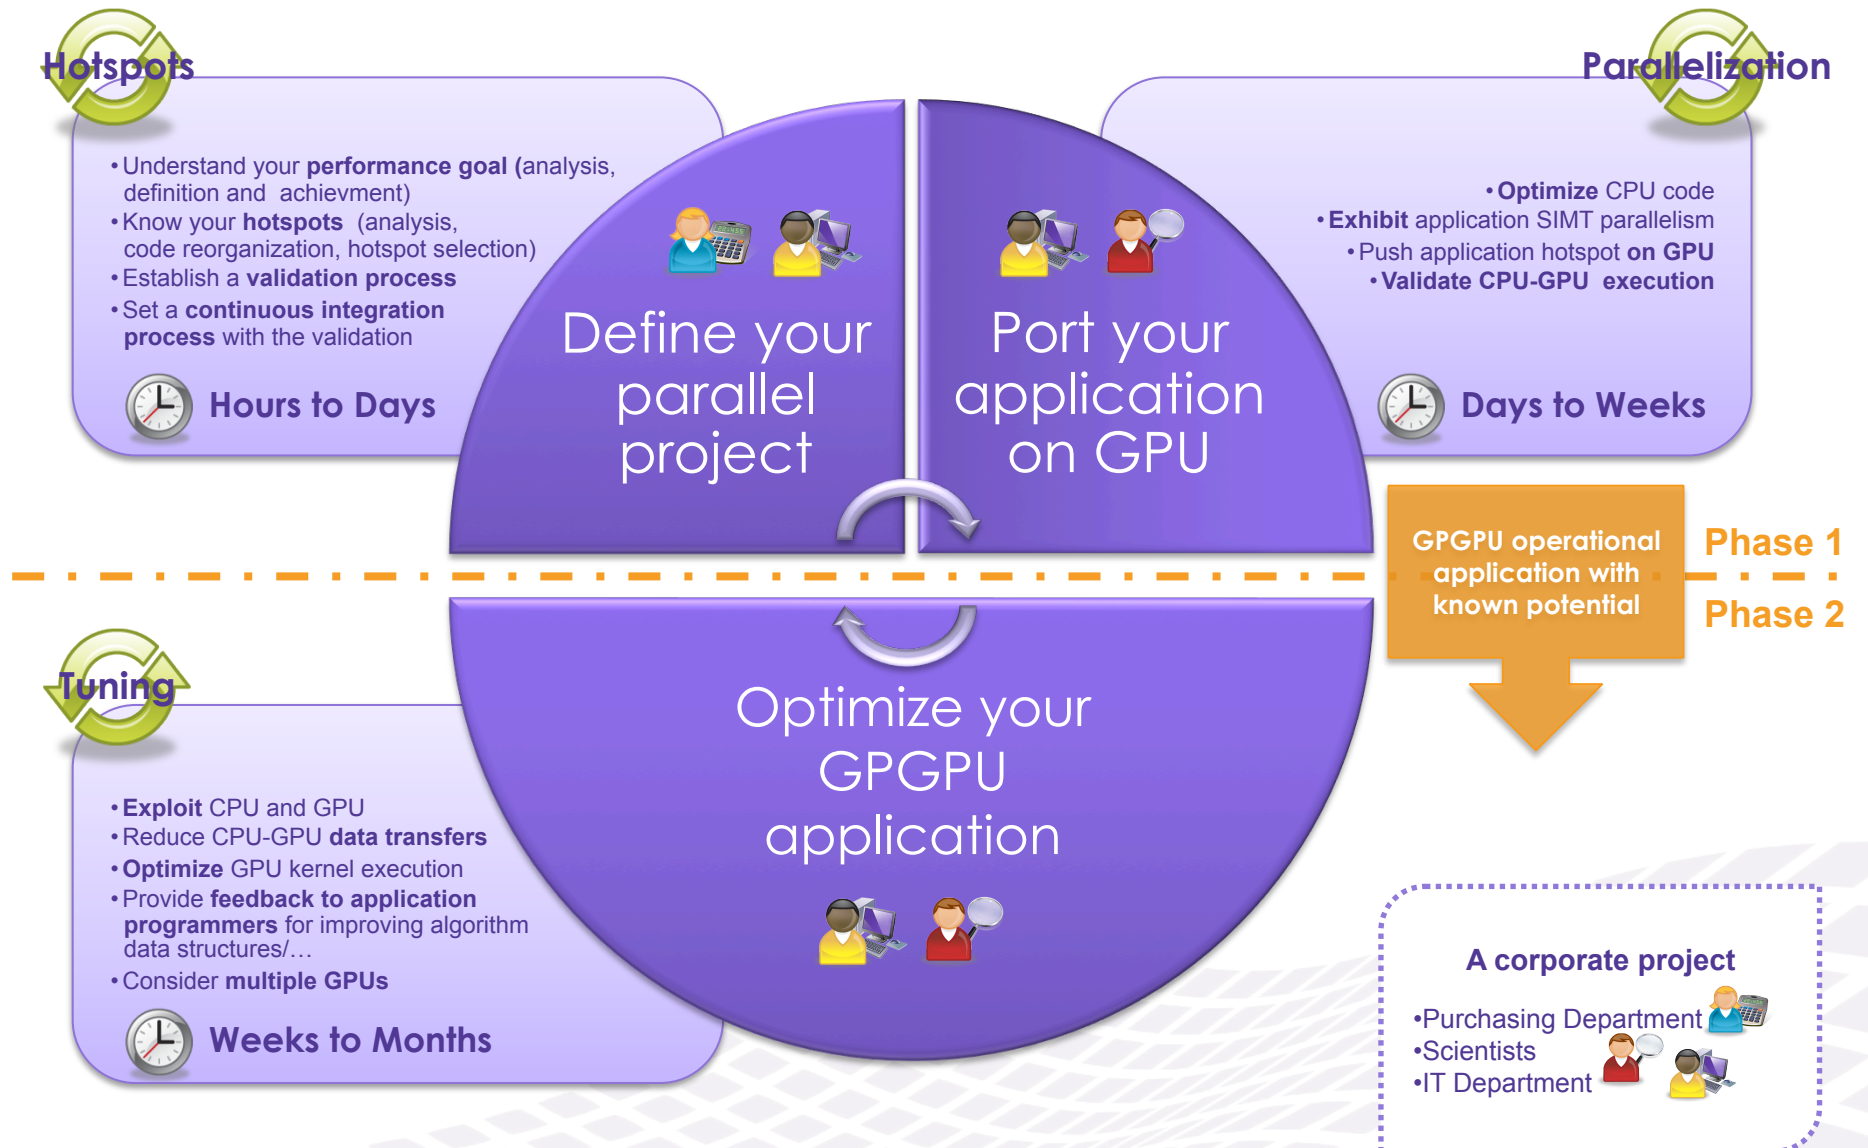 Hotspots
• Understand your performance goal (analysis,
definition and achievment)
• Know your hotspots (analysis,
code reorganization, hotspot selection)
• Establish a validation process
• Set a continuous integration
process with the validation
Hours to Days
Define your
parallel
project
Port your
application
on GPU
Parallelization
• Optimize CPU code
• Exhibit application SIMT parallelism
• Push application hotspot on GPU
• Validate CPU-GPU execution
Days to Weeks
GPGPU operational
application with
known potential
Phase 1
Phase 2
Tuning
• Exploit CPU and GPU
• Reduce CPU-GPU data transfers
• Optimize GPU kernel execution
• Provide feedback to application
programmers for improving algorithm
data structures/…
• Consider multiple GPUs
Weeks to Months
Optimize your
GPGPU
application
A corporate project
•Purchasing Department
•Scientists
•IT Department